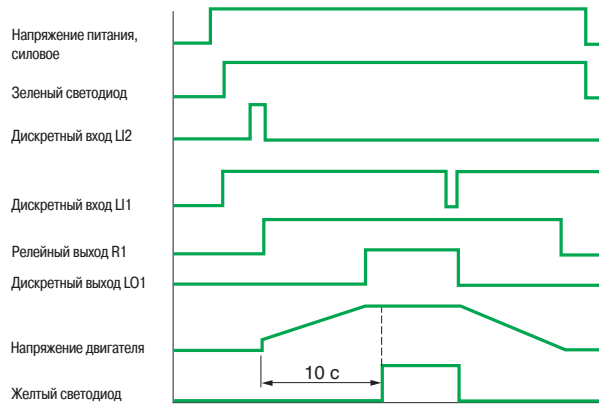 Напряжение питания,
силовое
Зеленый светодиод
Дискретный вход LI2
Дискретный вход LI1
Релейный выход R1
Дискретный выход LO1
Напряжение двигателя
10 с
Желтый светодиод